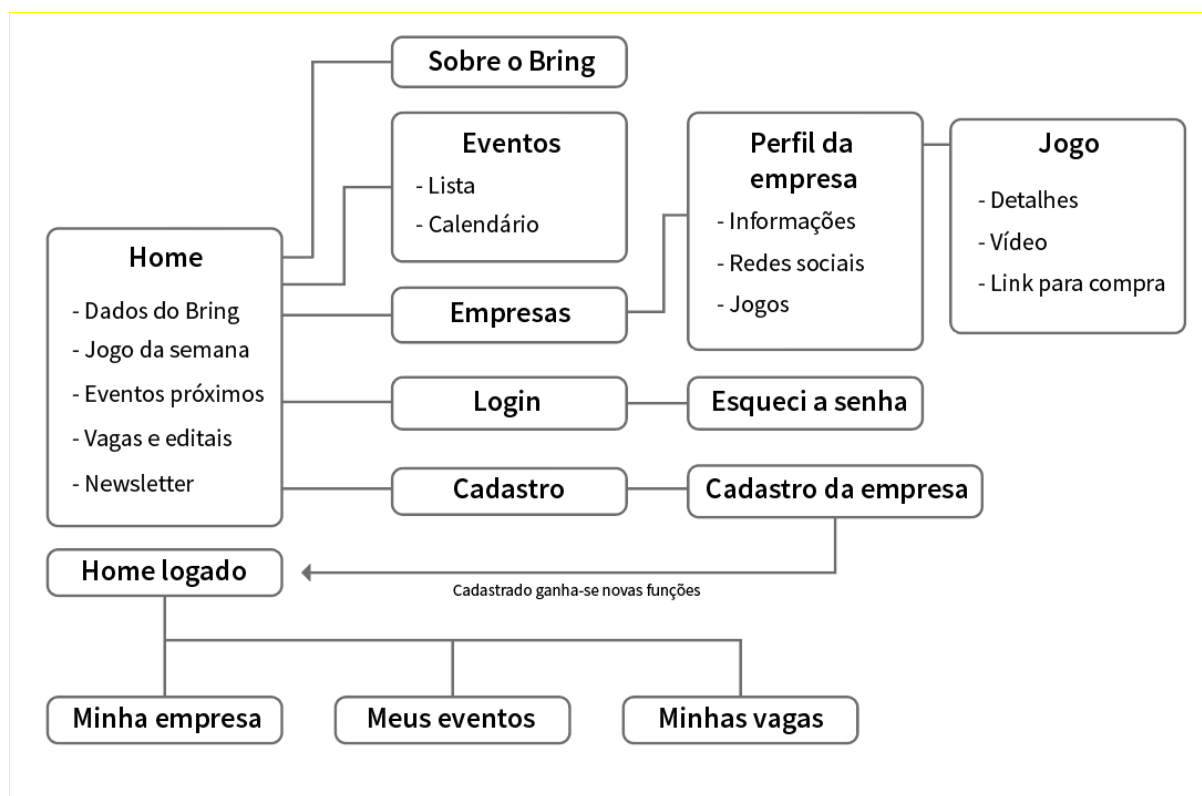 Sobre o Bring
Eventos
- Lista
- Calendário
Perfil da
empresa
- Informações
- Redes sociais
- Jogos
Jogo
- Detalhes
- Vídeo
- Link para compra
Home
- Dados do Bring
- Jogo da semana
- Eventos próximos
- Vagas e editais
- Newsletter
Empresas
Login
Esqueci a senha
Cadastro
Cadastro da empresa
Home logado
Cadastrado ganha-se novas funções
Minha empresa
Meus eventos
Minhas vagas